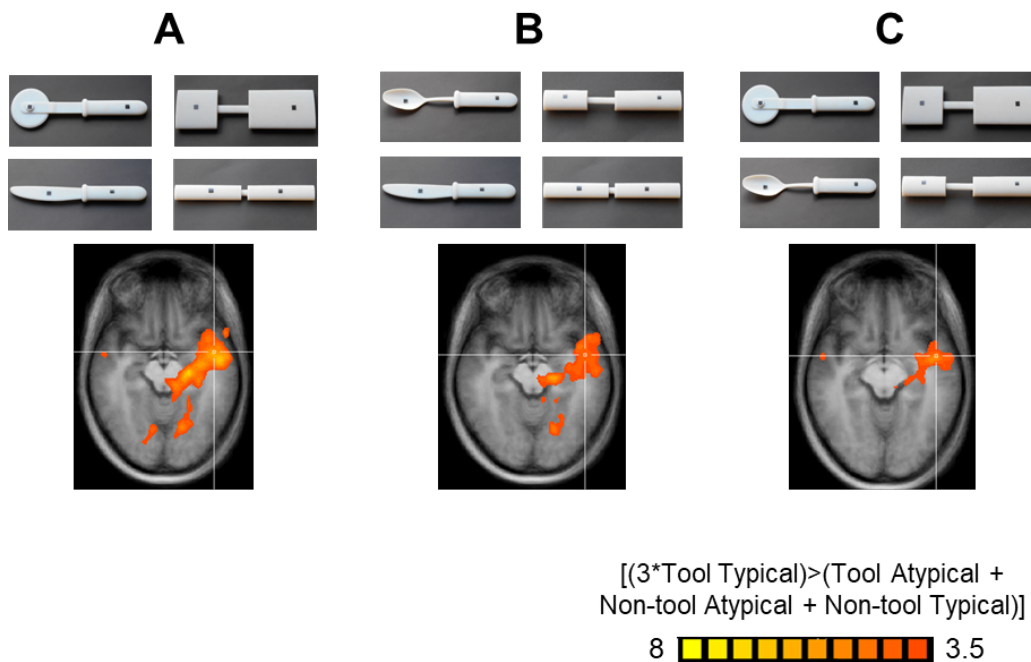 A
B
C
[(3*Tool Typical)>(Tool Atypical +
Non-tool Atypical + Non-tool Typical)]
8
3.5